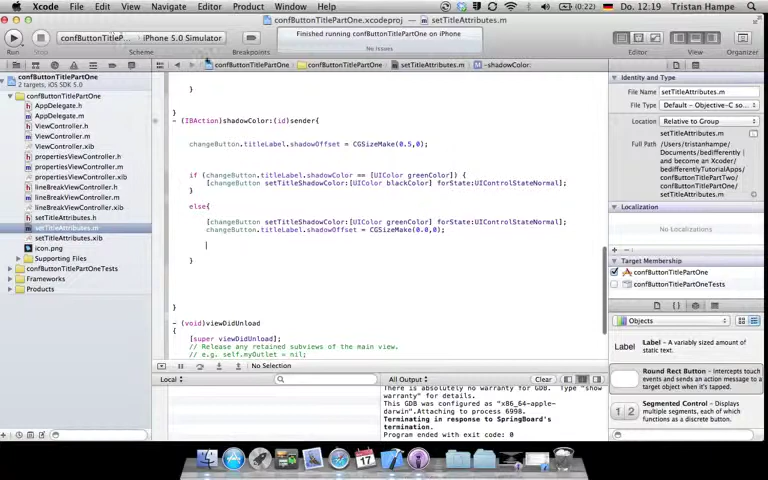 Xcode File Edit View Navigate Editor Product Window Help (0:22) Do. 12:19 Tristan Hampe
confButtonTitlePartOne.xcodeproj — setTitleAttributes.m
confButtonTitleP... iPhone 5.0 Simulator
Finished running confButtonTitlePartOne on iPhone
No Issues
Run Stop Scheme Breakpoints Editor View Organizer
confButtonTitlePartOne confButtonTitlePartOne setTitleAttributes.m -shadowColor:
confButtonTitlePartOne
2 targets, iOS SDK 5.0
confButtonTitlePartOne
AppDelegate.h
AppDelegate.m
ViewController.h
ViewController.m
ViewController.xib
propertiesViewController.h
propertiesViewController.m
propertiesViewController.xib
lineBreakViewController.h
lineBreakViewController.m
lineBreakViewController.xib
setTitleAttributes.h
setTitleAttributes.m
setTitleAttributes.xib
icon.png
Supporting Files
confButtonTitlePartOneTests
Frameworks
Products
}
}
- (IBAction)shadowColor:(id)sender{
changeButton.titleLabel.shadowOffset = CGSizeMake(0.5,0);
if (changeButton.titleLabel.shadowColor == [UIColor greenColor]) {
[changeButton setTitleShadowColor:[UIColor blackColor] forState:UIControlStateNormal];
}
else{
[changeButton setTitleShadowColor:[UIColor greenColor] forState:UIControlStateNormal];
changeButton.titleLabel.shadowOffset = CGSizeMake(0.0,0);
}
}
- (void)viewDidUnload
{
[super viewDidUnload];
// Release any retained subviews of the main view.
// e.g. self.myOutlet = nil;
No Selection
Local
All Output
Clear
There is absolutely no warranty for GDB. Type "show
warranty" for details.
This GDB was configured as "x86_64-apple-
darwin".Attaching to process 6998.
Terminating in response to SpringBoard's
termination.
Program ended with exit code: 0
Identity and Type
File Name setTitleAttributes.m
File Type Default - Objective-C so...
Location Relative to Group
setTitleAttributes.m
Full Path /Users/tristanhampe/
Documents/bedifferently
and become an Xcoder/
bedifferentlyTutorialApps/
confButtonTitlePartTwo/
confButtonTitlePartOne/
setTitleAttributes.m
Localization
No Localizations
Target Membership
confButtonTitlePartOne
confButtonTitlePartOneTests
Objects
Label Label - A variably sized amount of
static text.
Round Rect Button - Intercepts touch
events and sends an action message to a
target object when it's tapped.
1 2 Segmented Control - Displays
multiple segments, each of which
functions as a discrete button.
17